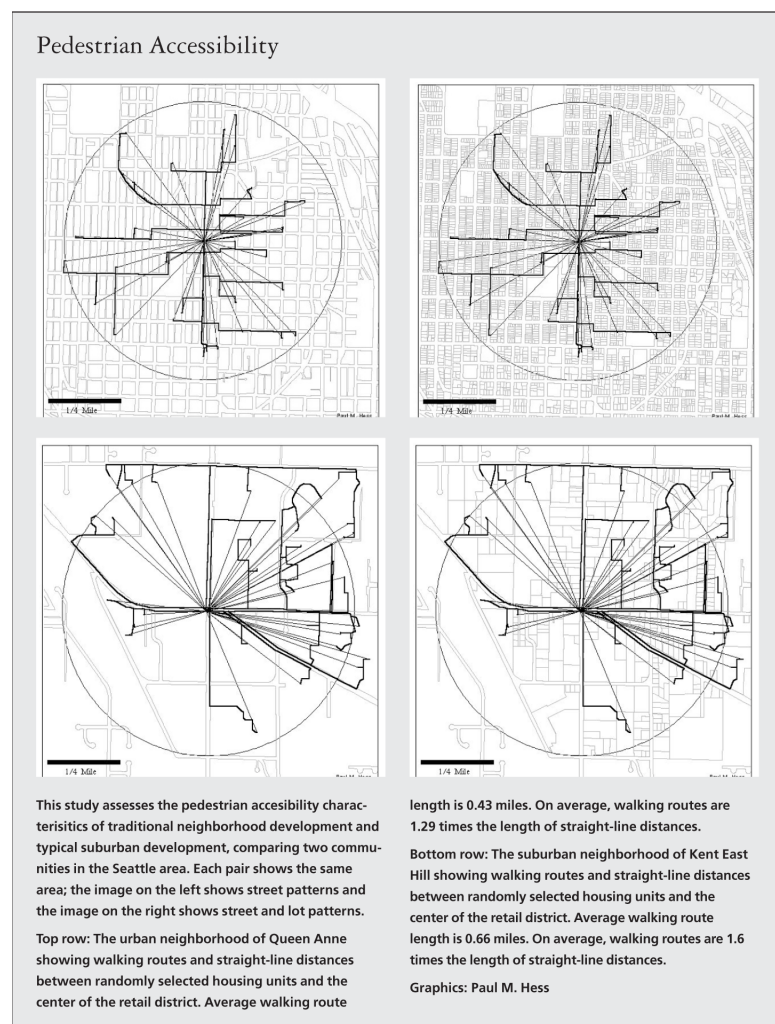 Pedestrian Accessibility
1/4 Mile
Paul M. Hess
1/4 Mile
Paul M. Hess
1/4 Mile
1/4 Mile
This study assesses the pedestrian accesibility charac-
terisitics of traditional neighborhood development and
typical suburban development, comparing two commu-
nities in the Seattle area. Each pair shows the same
area; the image on the left shows street patterns and
the image on the right shows street and lot patterns.
Top row: The urban neighborhood of Queen Anne
showing walking routes and straight-line distances
between randomly selected housing units and the
center of the retail district. Average walking route
length is 0.43 miles. On average, walking routes are
1.29 times the length of straight-line distances.
Bottom row: The suburban neighborhood of Kent East
Hill showing walking routes and straight-line distances
between randomly selected housing units and the
center of the retail district. Average walking route
length is 0.66 miles. On average, walking routes are 1.6
times the length of straight-line distances.
Graphics: Paul M. Hess